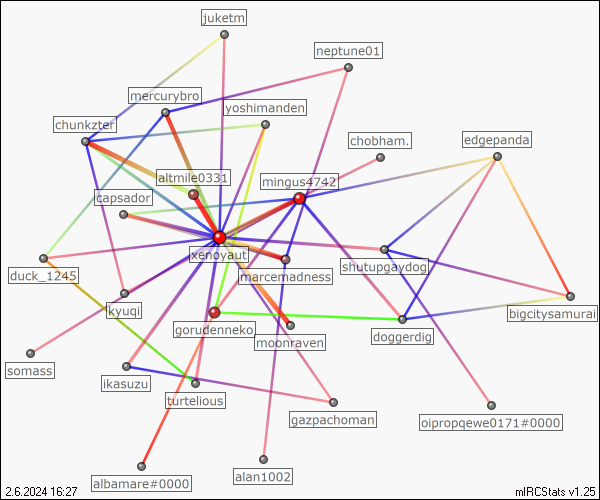 juketm
neptune01
mercurybro
yoshimanden
chunkzter
chobham.
edgepanda
altmile0331
mingus4742
capsador
xenoyaut
shutupgaydog
duck_1245
marcemadness
kyuqi
bigcitysamurai
gorudenneko
moonraven
doggerdig
somass
ikasuzu
turtelious
gazpachoman
oipropqewe0171#0000
albamare#0000
alan1002
2.6.2024 16:27
mIRCStats v1.25